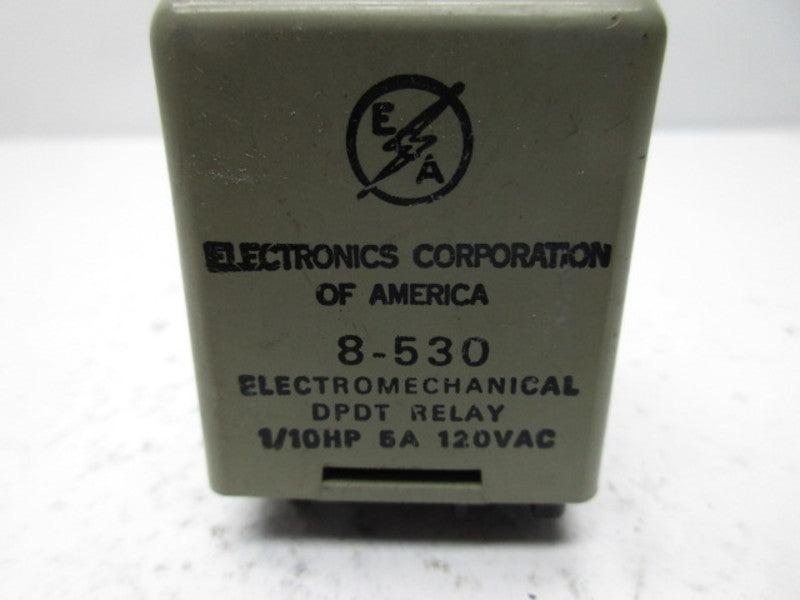 E
A
ELECTRONICS CORPORATION
OF AMERICA
8-530
ELECTROMECHANICAL
DPDT RELAY
1/10HP 5A 120VAC